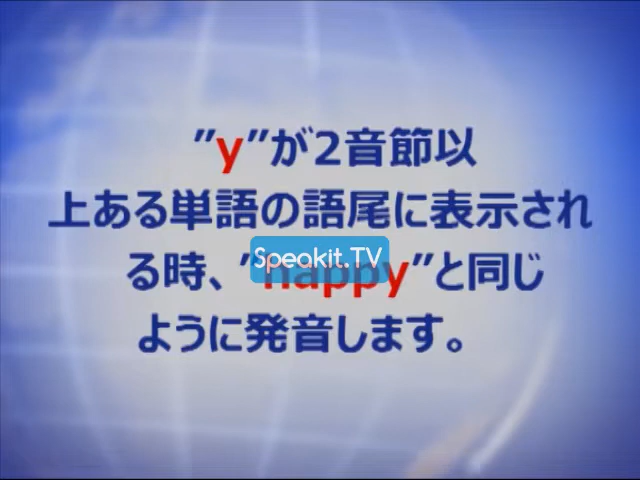 "y"が2音節以
上ある単語の語尾に表示され
る時、"happy"と同じ
ように発音します。
Speakit.TV